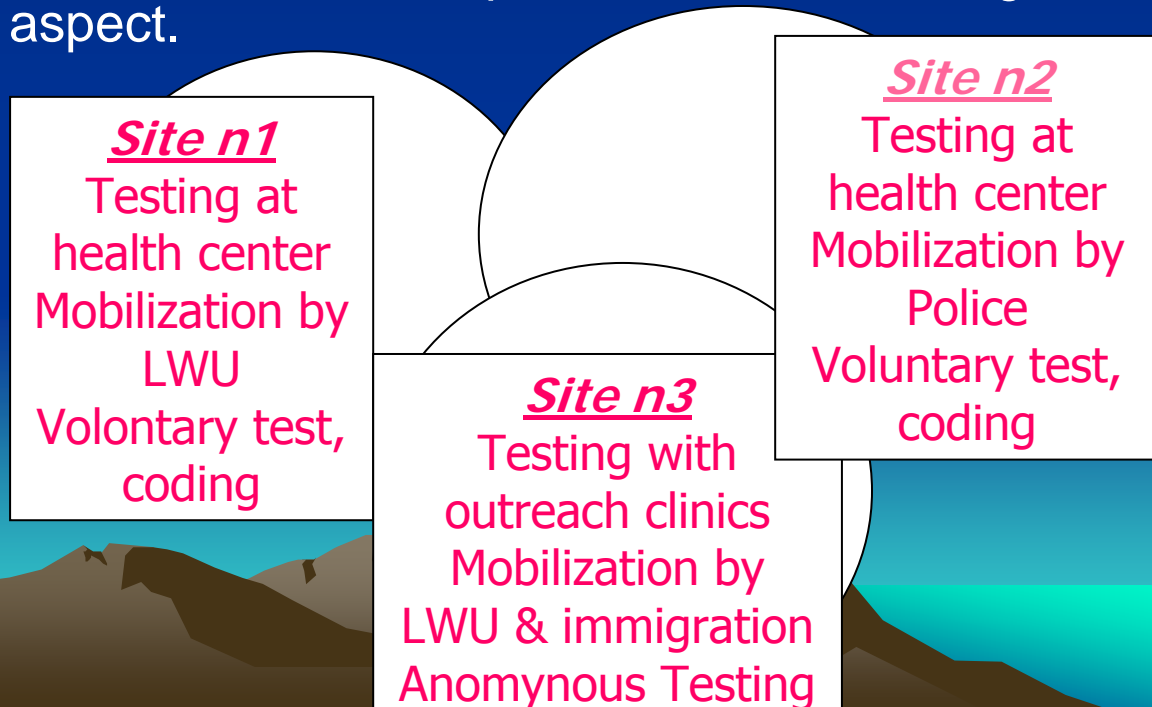 aspect.
Site n1
Testing at
health center
Mobilization by
LWU
Volontary test,
coding
Site n2
Testing at
health center
Mobilization by
Police
Voluntary test,
coding
Site n3
Testing with
outreach clinics
Mobilization by
LWU & immigration
Anomynous Testing